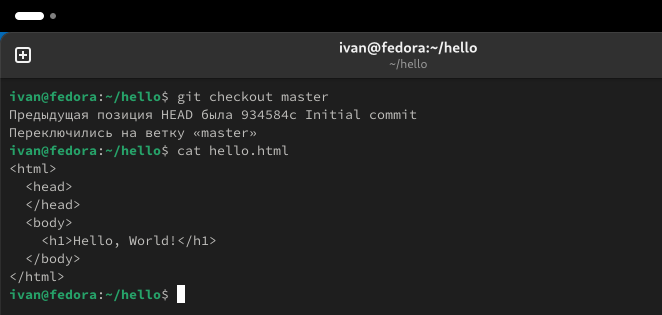 ivan@fedora:~/hello
~/hello
ivan@fedora:~/hello$ git checkout master
Предыдущая позиция HEAD была 934584c Initial commit
Переключились на ветку «master»
ivan@fedora:~/hello$ cat hello.html
<html>
  <head>
  </head>
  <body>
    <h1>Hello, World!</h1>
  </body>
</html>
ivan@fedora:~/hello$